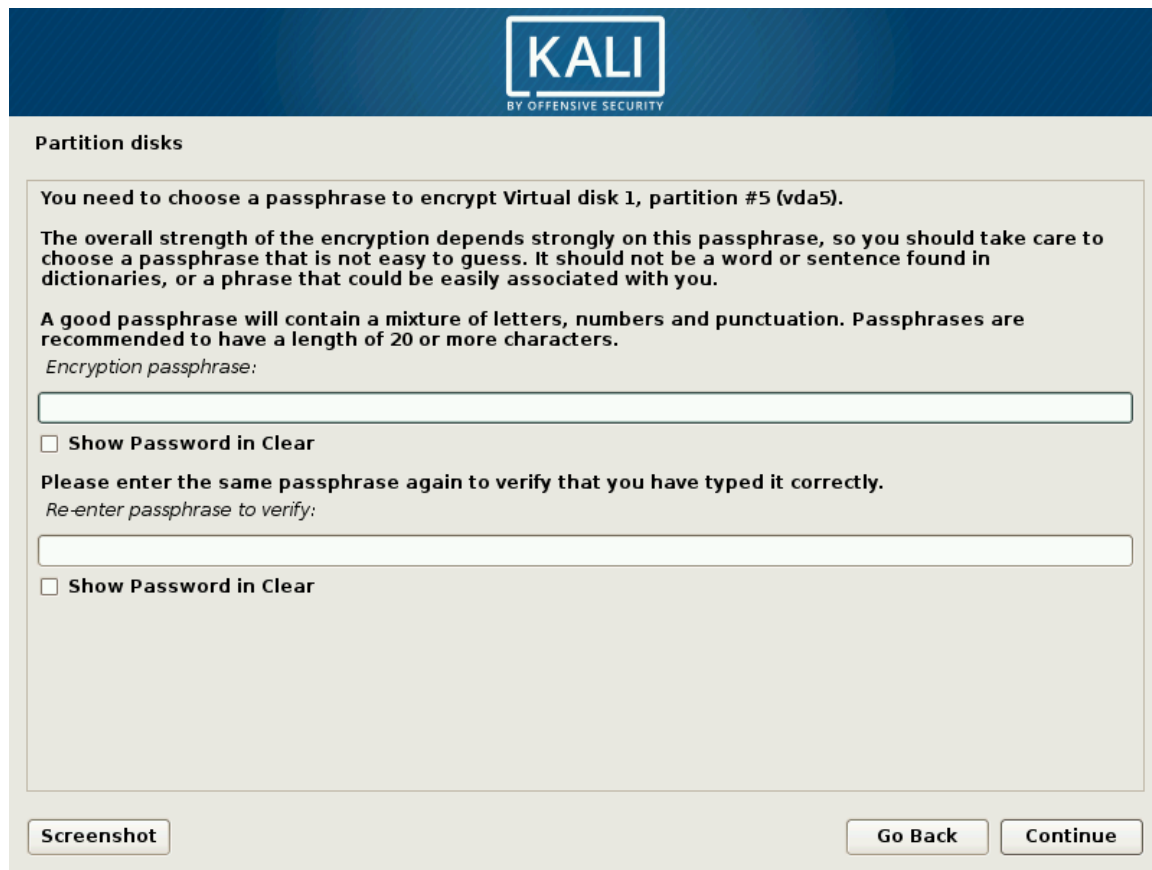 KALI
BY OFFENSIVE SECURITY
Partition disks
You need to choose a passphrase to encrypt Virtual disk 1, partition #5 (vda5).
The overall strength of the encryption depends strongly on this passphrase, so you should take care to
choose a passphrase that is not easy to guess. It should not be a word or sentence found in
dictionaries, or a phrase that could be easily associated with you.
A good passphrase will contain a mixture of letters, numbers and punctuation. Passphrases are
recommended to have a length of 20 or more characters.
Encryption passphrase:
Show Password in Clear
Please enter the same passphrase again to verify that you have typed it correctly.
Re-enter passphrase to verify:
Show Password in Clear
Screenshot
Go Back
Continue